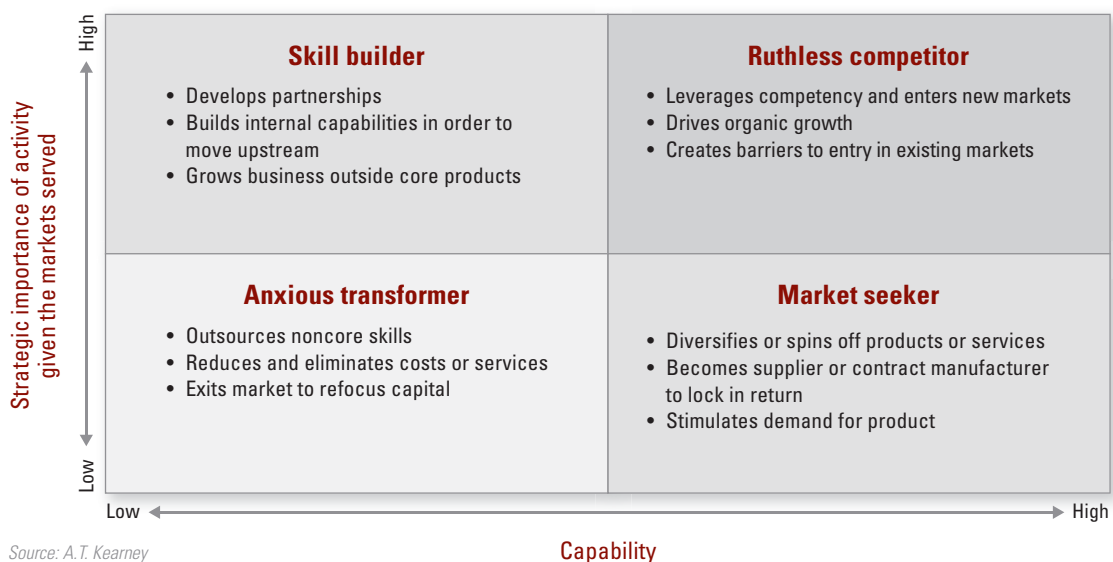 High
Strategic importance of activity
given the markets served
Low
Skill builder
• Develops partnerships
• Builds internal capabilities in order to
move upstream
• Grows business outside core products
Ruthless competitor
• Leverages competency and enters new markets
• Drives organic growth
• Creates barriers to entry in existing markets
Anxious transformer
• Outsources noncore skills
• Reduces and eliminates costs or services
• Exits market to refocus capital
Market seeker
• Diversifies or spins off products or services
• Becomes supplier or contract manufacturer
to lock in return
• Stimulates demand for product
Low
High
Capability
Source: A.T. Kearney